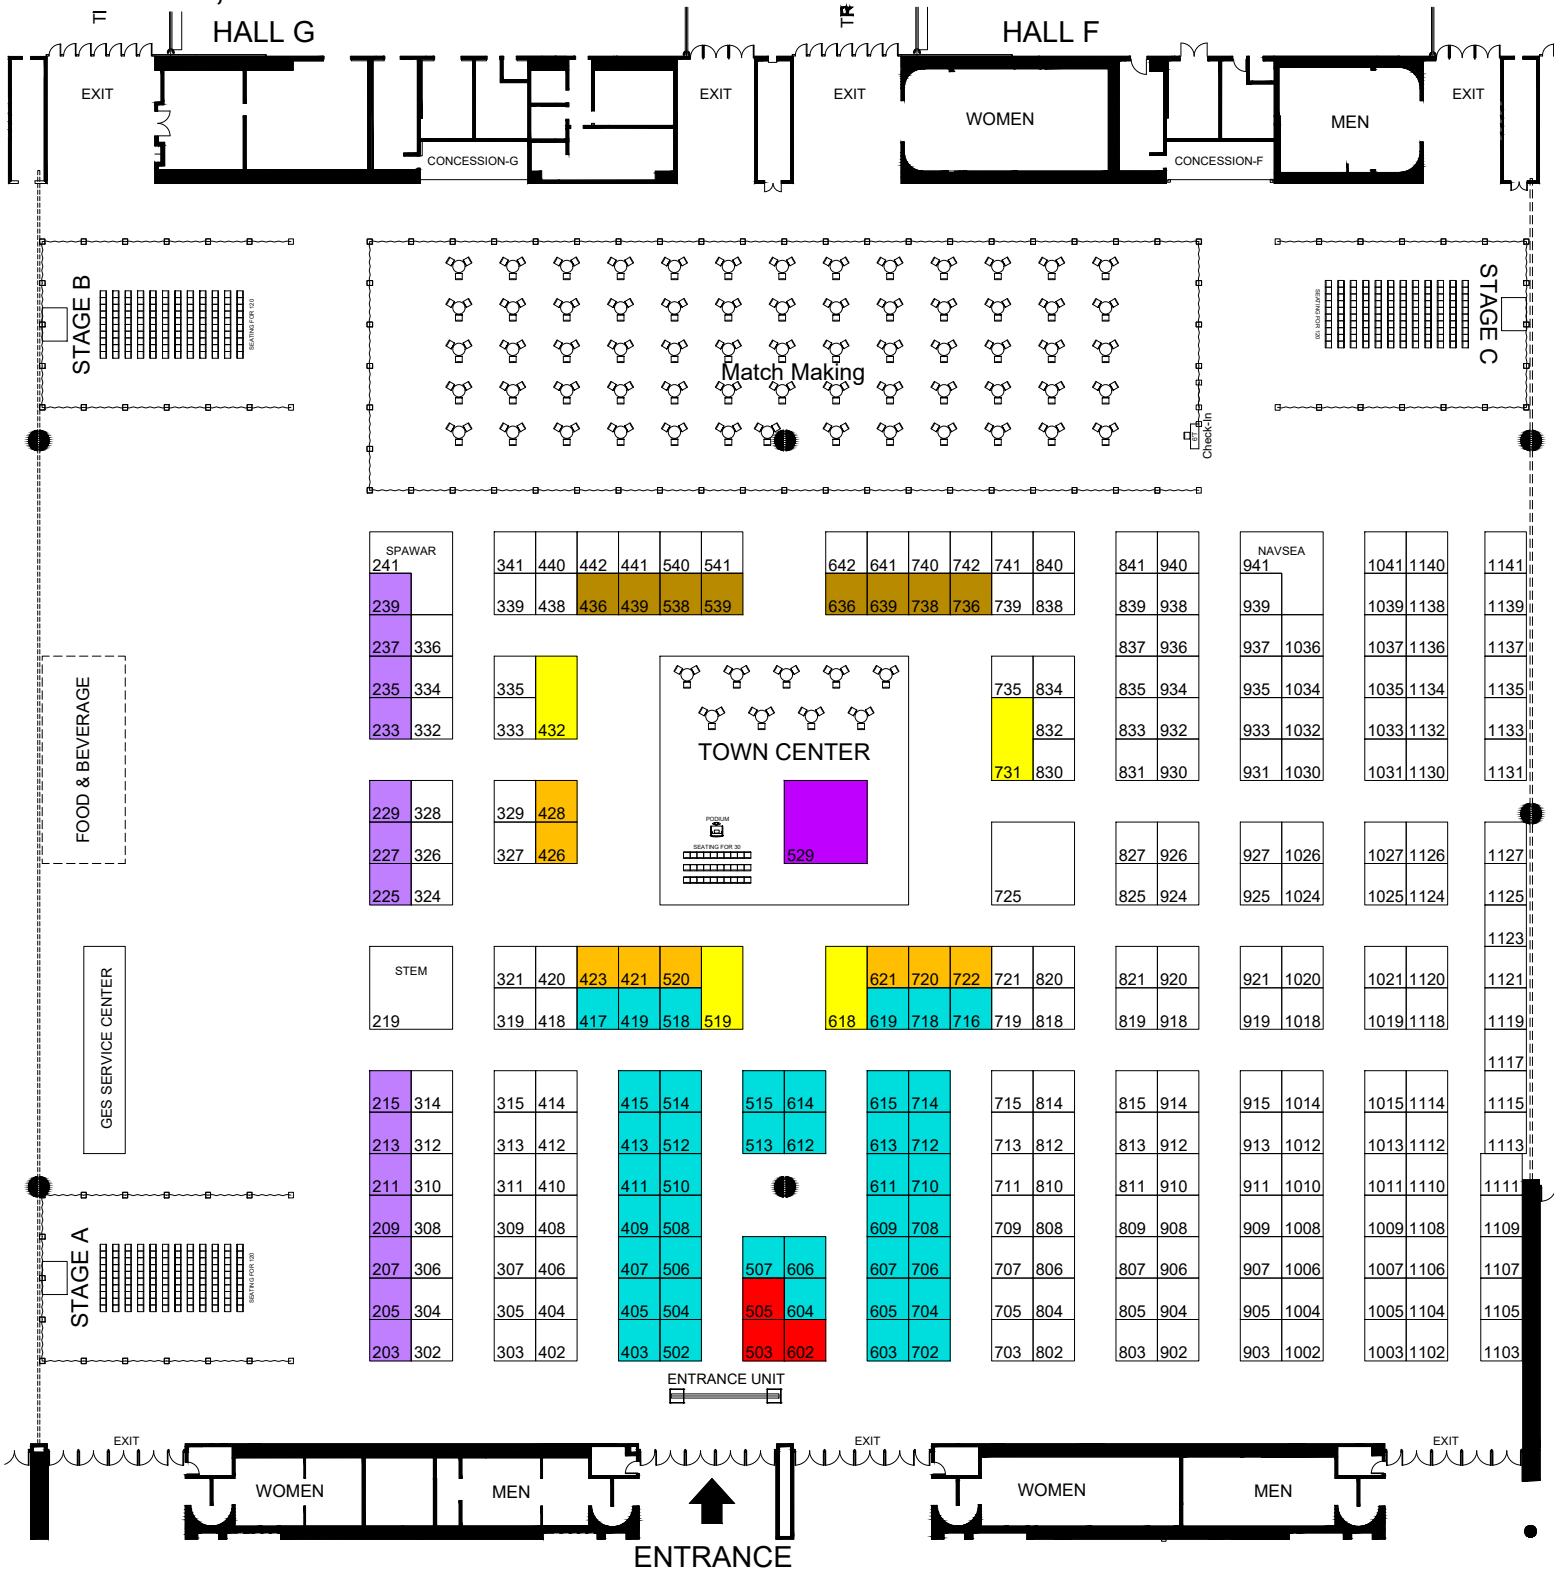 TI
TR
HALL G
HALL F
EXIT
EXIT
EXIT
EXIT
WOMEN
MEN
CONCESSION-G
CONCESSION-F
STAGE B
SEATING FOR 120
Match Making
STAGE C
SEATING FOR 120
6'T
Check-In
SPAWAR
NAVSEA
241 341 440 442 441 540 541 642 641 740 742 741 840 841 940 941 1041 1140 1141
239 339 438 436 439 538 539 636 639 738 736 739 838 839 938 939 1039 1138 1139
237 336 837 936 937 1036 1037 1136 1137
235 334 335 735 834 835 934 935 1034 1035 1134 1135
233 332 333 432 832 833 932 933 1032 1033 1132 1133
731 830 831 930 931 1030 1031 1130 1131
FOOD & BEVERAGE
TOWN CENTER
PODIUM
SEATING FOR 30
229 328 329 428
227 326 327 426 529 827 926 927 1026 1027 1126 1127
225 324 725 825 924 925 1024 1025 1124 1125
1123
GES SERVICE CENTER
STEM
321 420 423 421 520 621 720 722 721 820 821 920 921 1020 1021 1120 1121
219 319 418 417 419 518 519 618 619 718 716 719 818 819 918 919 1018 1019 1118 1119
1117
215 314 315 414 415 514 515 614 615 714 715 814 815 914 915 1014 1015 1114 1115
213 312 313 412 413 512 513 612 613 712 713 812 813 912 913 1012 1013 1112 1113
211 310 311 410 411 510 611 710 711 810 811 910 911 1010 1011 1110 1111
209 308 309 408 409 508 609 708 709 808 809 908 909 1008 1009 1108 1109
207 306 307 406 407 506 507 606 607 706 707 806 807 906 907 1006 1007 1106 1107
205 304 305 404 405 504 505 604 605 704 705 804 805 904 905 1004 1005 1104 1105
203 302 303 402 403 502 503 602 603 702 703 802 803 902 903 1002 1003 1102 1103
STAGE A
SEATING FOR 120
ENTRANCE UNIT
EXIT
EXIT
EXIT
WOMEN
MEN
WOMEN
MEN
ENTRANCE